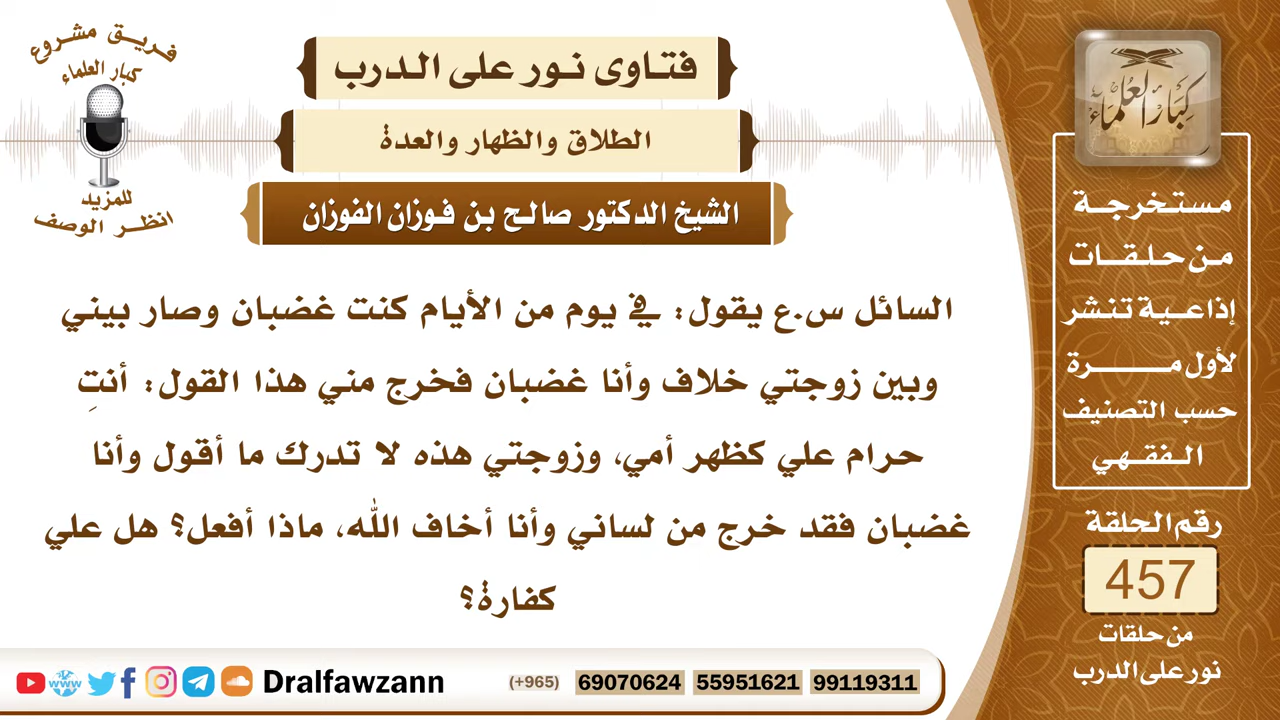 فريق مشروع
كبار العلماء
للمزيد
انظر الوصف
فتاوى نور على الدرب
الطلاق والظهار والعدة
الشيخ الدكتور صالح بن فوزان الفوزان
السائل س.ع يقول: في يوم من الأيام كنت غضبان وصار بيني
وبين زوجتي خلاف وأنا غضبان فخرج مني هذا القول: أنتِ
حرام علي كظهر أمي، وزوجتي هذه لا تدرك ما أقول وأنا
غضبان فقد خرج من لساني وأنا أخاف الله، ماذا أفعل؟ هل علي
كفارة؟
كبار العلماء
مستخرجة
من حلقات
إذاعية تنشر
لأول مرة
حسب التصنيف
الفقهي
رقم الحلقة
457
من حلقات
نور على الدرب
www
Dralfawzann (+965) 69070624 55951621 99119311